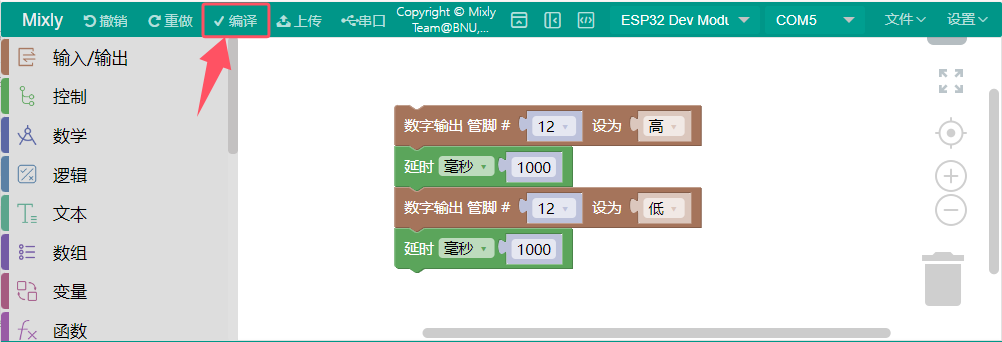 Mixly 撤销 重做 编译 上传 串口 Copyright © Mixly Team@BNU,... ESP32 Dev Modu COM5 文件 设置
输入/输出
控制
数学
逻辑
文本
数组
变量
函数
数字输出 管脚 # 12 设为 高
延时 毫秒 1000
数字输出 管脚 # 12 设为 低
延时 毫秒 1000